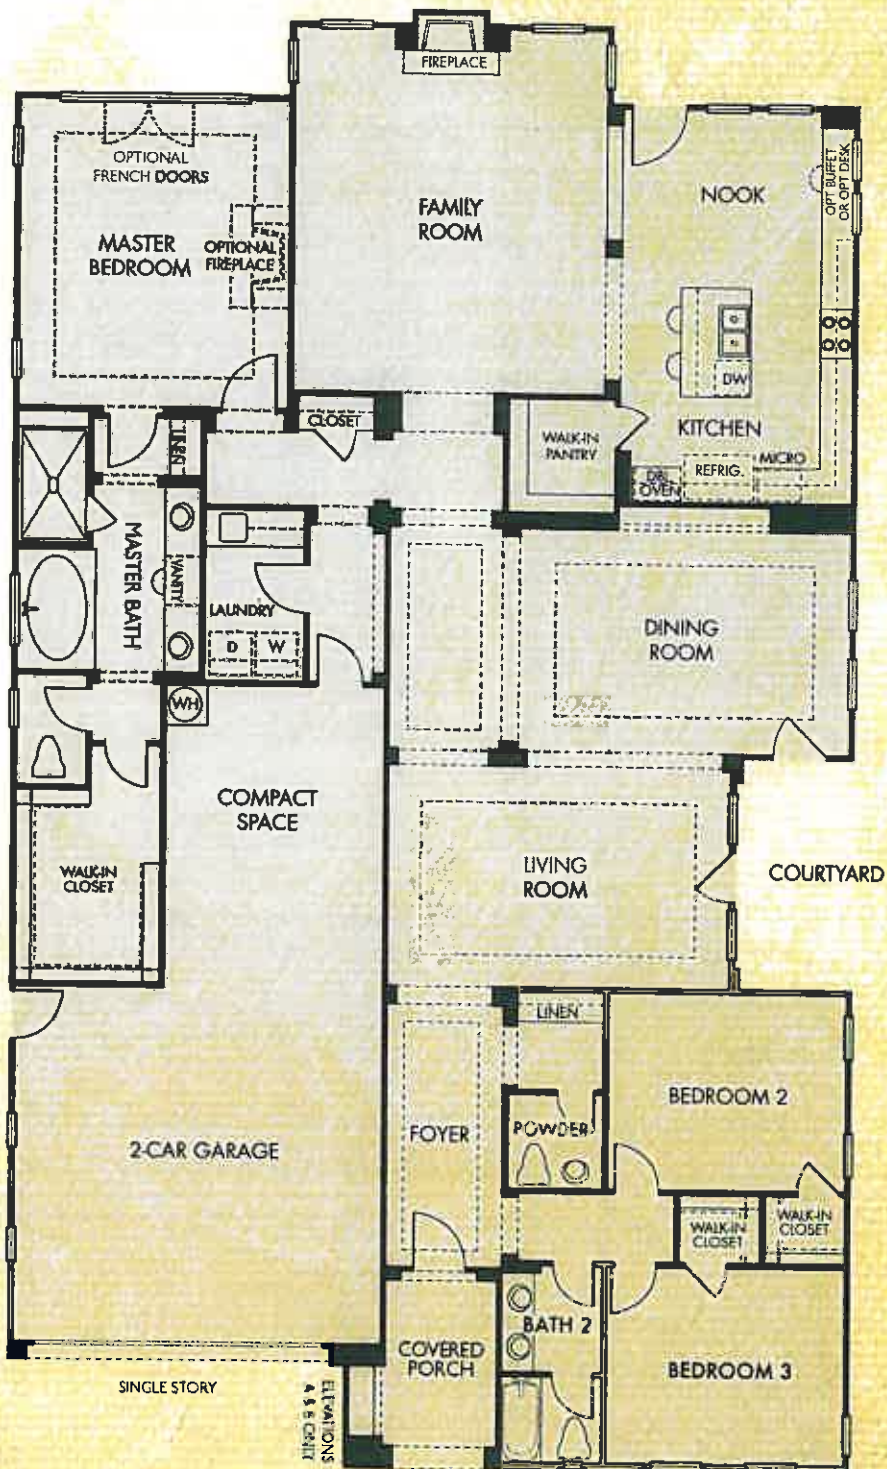 FIREPLACE
OPTIONAL
FRENCH DOORS
FAMILY
ROOM
NOOK
OPT BUFFET
OR OPT DESK
MASTER
BEDROOM
OPTIONAL
FIREPLACE
DW
CLOSET
LINEN
WALK-IN
PANTRY
KITCHEN
DBL
OVEN
REFRIG.
MICRO
MASTER BATH
VANITY
LAUNDRY
D
W
DINING
ROOM
WH
COMPACT
SPACE
WALK-IN
CLOSET
LIVING
ROOM
COURTYARD
LINEN
BEDROOM 2
FOYER
POWDER
2-CAR GARAGE
WALK-IN
CLOSET
WALK-IN
CLOSET
BATH 2
COVERED
PORCH
BEDROOM 3
SINGLE STORY
ELEVATIONS